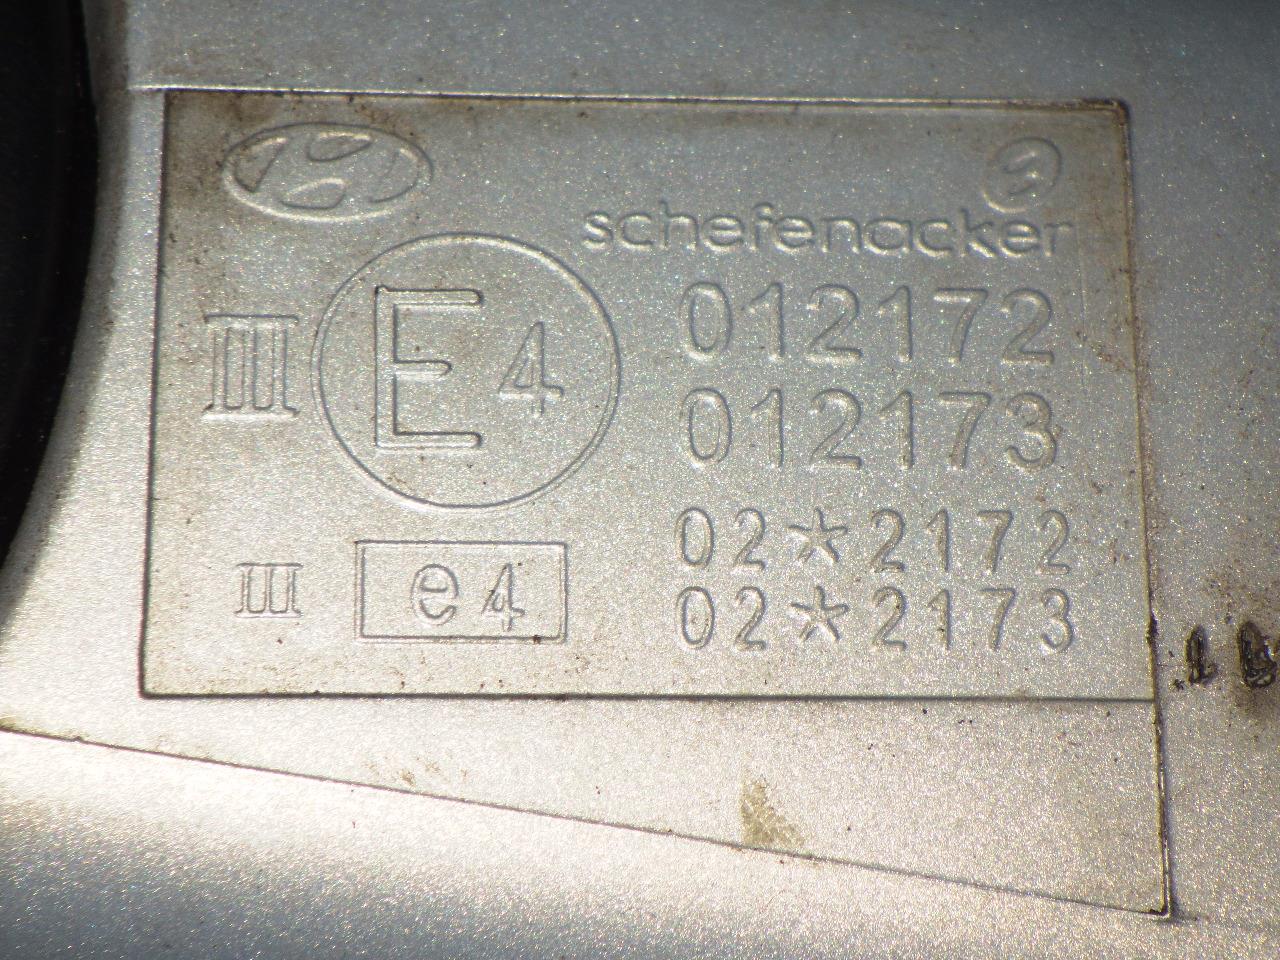 schefenacker
III E4 012172
012173
02*2172
III e4 02*2173